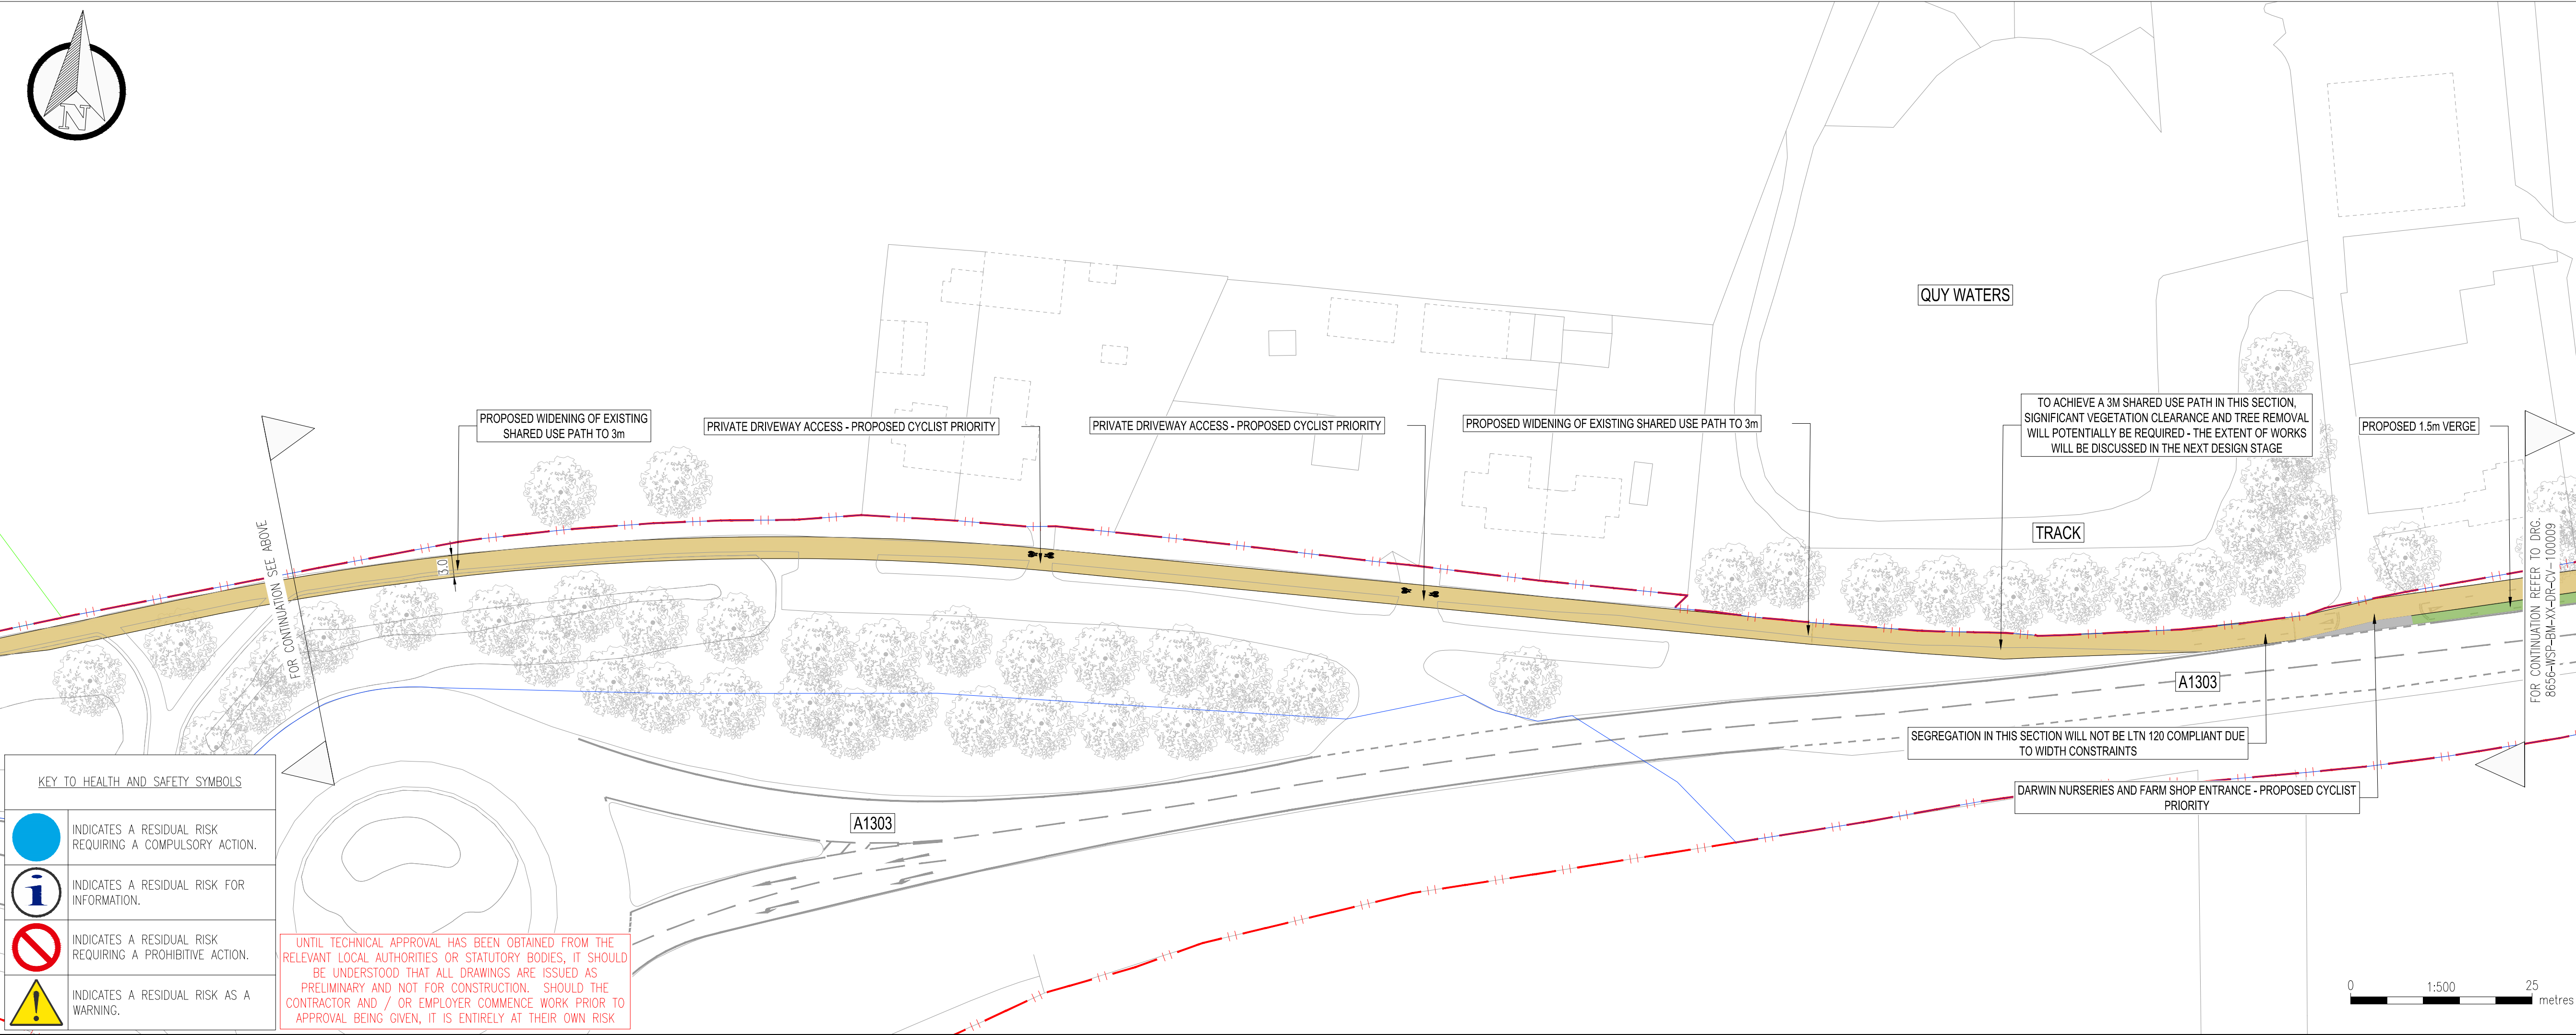 N
PROPOSED WIDENING OF EXISTING
SHARED USE PATH TO 3m
PRIVATE DRIVEWAY ACCESS - PROPOSED CYCLIST PRIORITY
PRIVATE DRIVEWAY ACCESS - PROPOSED CYCLIST PRIORITY
PROPOSED WIDENING OF EXISTING SHARED USE PATH TO 3m
QUY WATERS
TO ACHIEVE A 3M SHARED USE PATH IN THIS SECTION,
SIGNIFICANT VEGETATION CLEARANCE AND TREE REMOVAL
WILL POTENTIALLY BE REQUIRED - THE EXTENT OF WORKS
WILL BE DISCUSSED IN THE NEXT DESIGN STAGE
PROPOSED 1.5m VERGE
TRACK
FOR CONTINUATION SEE ABOVE
3.0
FOR CONTINUATION REFER TO DRG.
8656-WSP-BM-XX-DR-CV-100009
A1303
SEGREGATION IN THIS SECTION WILL NOT BE LTN 120 COMPLIANT DUE
TO WIDTH CONSTRAINTS
DARWIN NURSERIES AND FARM SHOP ENTRANCE - PROPOSED CYCLIST
PRIORITY
A1303
KEY TO HEALTH AND SAFETY SYMBOLS
INDICATES A RESIDUAL RISK
REQUIRING A COMPULSORY ACTION.
i
INDICATES A RESIDUAL RISK FOR
INFORMATION.
INDICATES A RESIDUAL RISK
REQUIRING A PROHIBITIVE ACTION.
!
INDICATES A RESIDUAL RISK AS A
WARNING.
UNTIL TECHNICAL APPROVAL HAS BEEN OBTAINED FROM THE
RELEVANT LOCAL AUTHORITIES OR STATUTORY BODIES, IT SHOULD
BE UNDERSTOOD THAT ALL DRAWINGS ARE ISSUED AS
PRELIMINARY AND NOT FOR CONSTRUCTION. SHOULD THE
CONTRACTOR AND / OR EMPLOYER COMMENCE WORK PRIOR TO
APPROVAL BEING GIVEN, IT IS ENTIRELY AT THEIR OWN RISK
0 1:500 25
metres